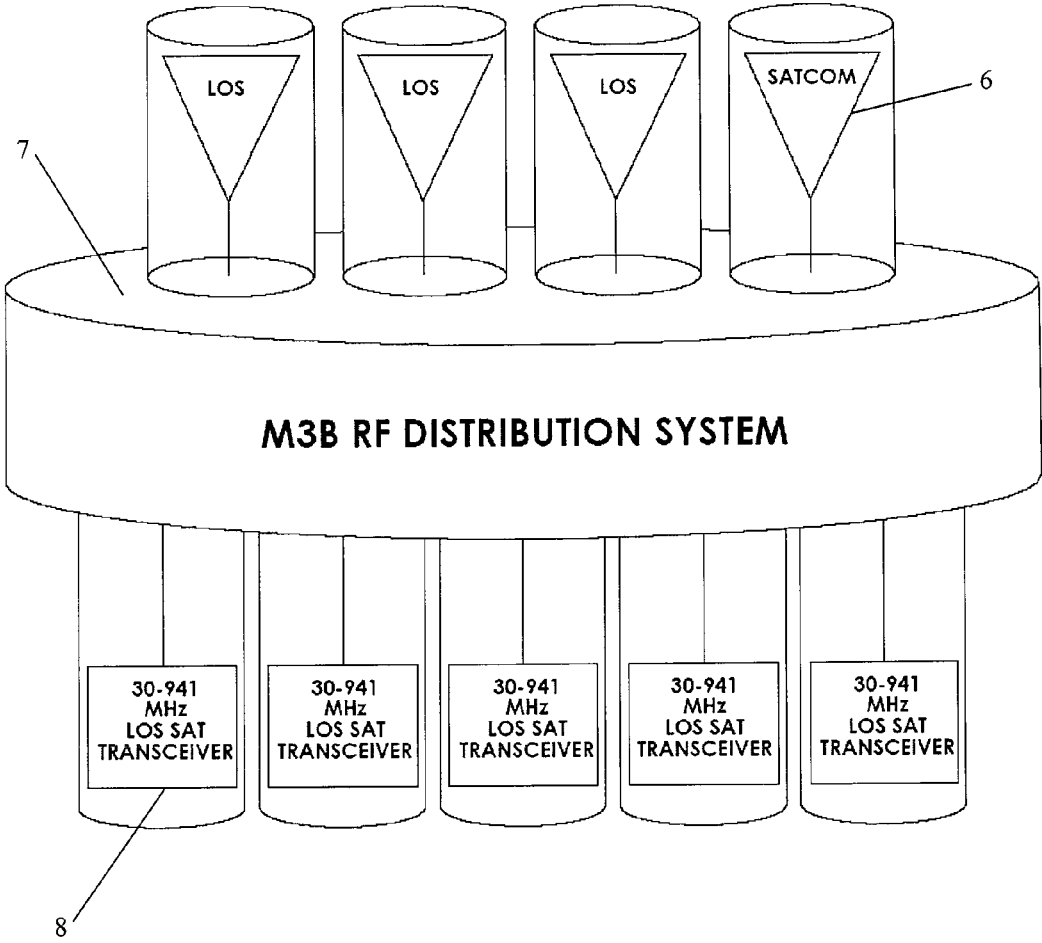 LOS
LOS
LOS
SATCOM
6
7
M3B RF DISTRIBUTION SYSTEM
30-941
MHz
LOS SAT
TRANSCEIVER
30-941
MHz
LOS SAT
TRANSCEIVER
30-941
MHz
LOS SAT
TRANSCEIVER
30-941
MHz
LOS SAT
TRANSCEIVER
30-941
MHz
LOS SAT
TRANSCEIVER
8